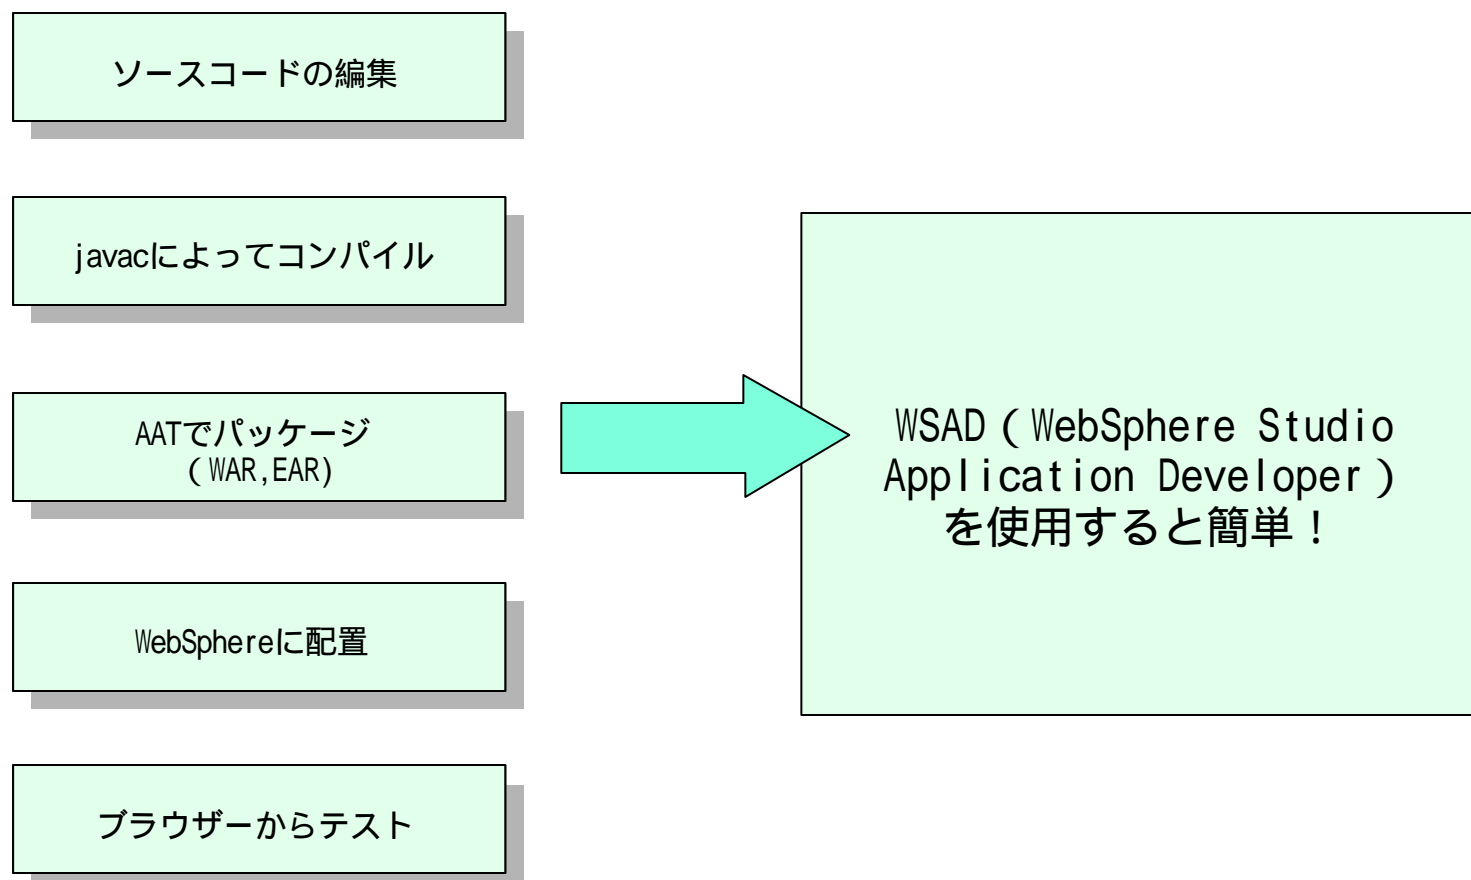 ソースコードの編集
javacによってコンパイル
AATでパッケージ
（WAR,EAR)
WebSphereに配置
ブラウザーからテスト
WSAD（WebSphere Studio
Application Developer）
を使用すると簡単！